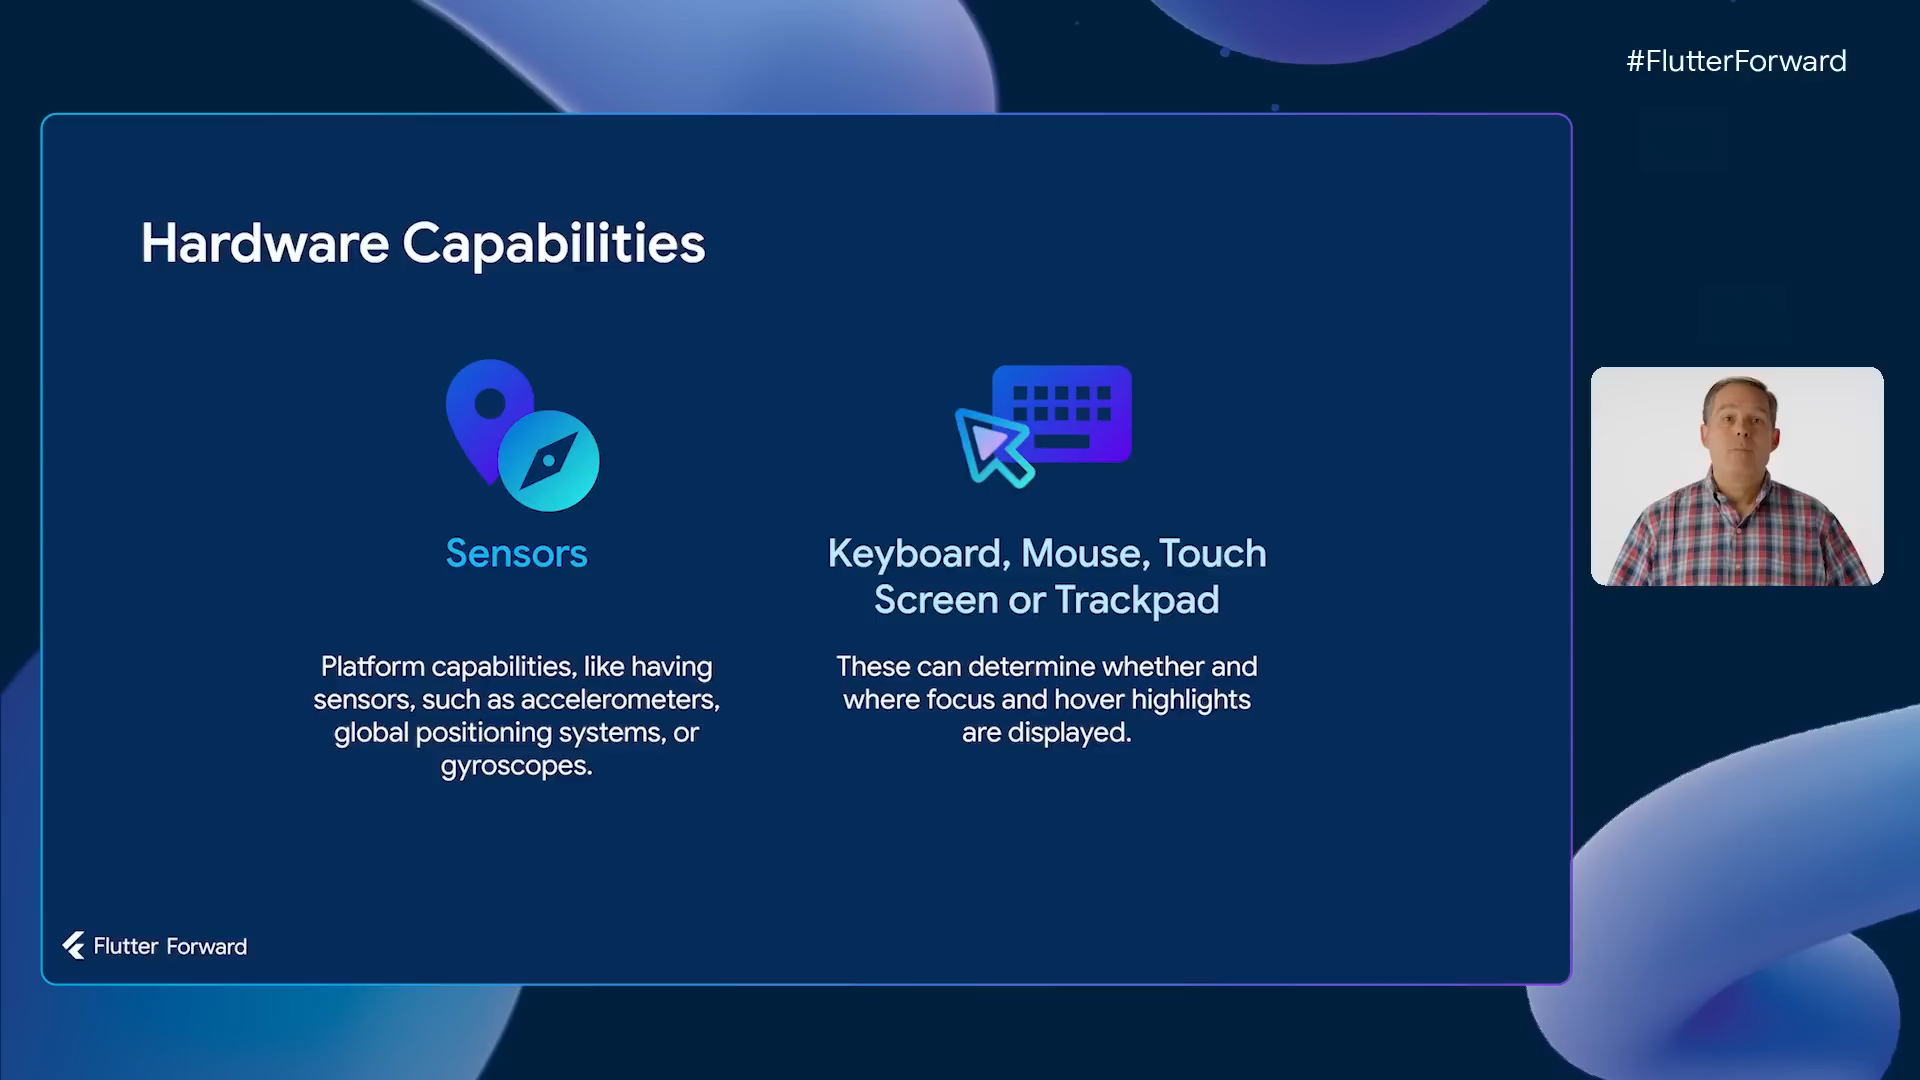 #FlutterForward
Hardware Capabilities
Sensors
Platform capabilities, like having
sensors, such as accelerometers,
global positioning systems, or
gyroscopes.
Keyboard, Mouse, Touch
Screen or Trackpad
These can determine whether and
where focus and hover highlights
are displayed.
Flutter Forward